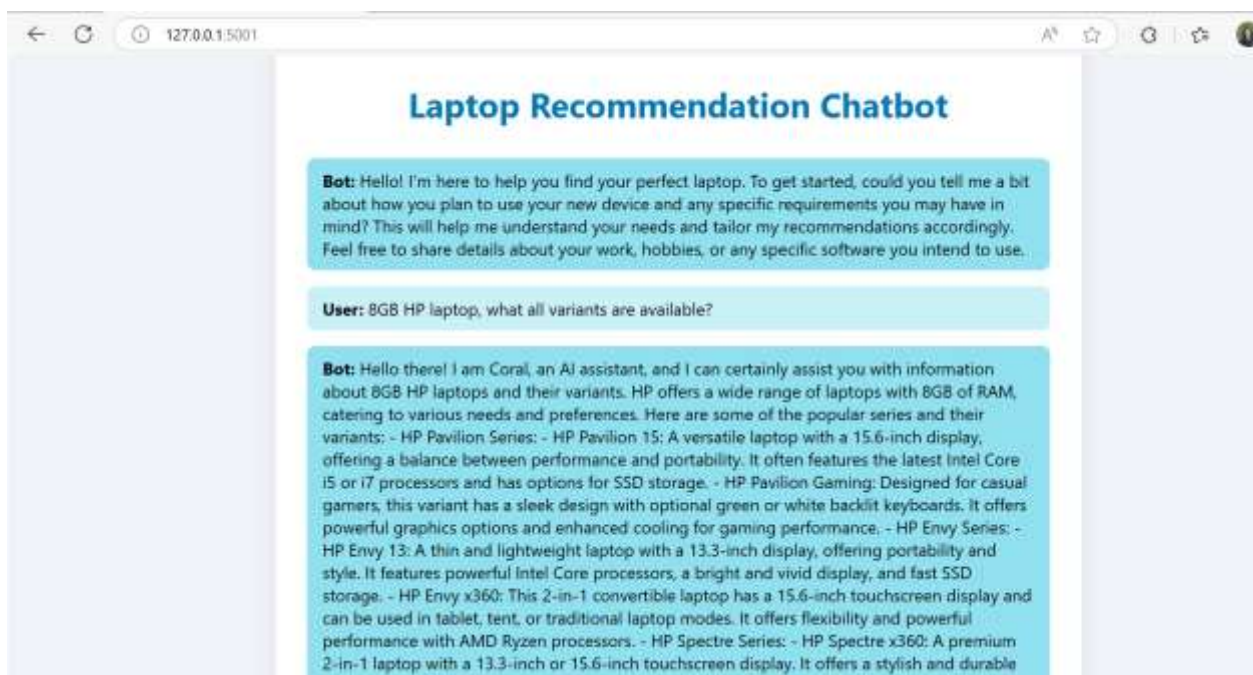 127.0.0.1:5001
Laptop Recommendation Chatbot
Bot: Hello! I'm here to help you find your perfect laptop. To get started, could you tell me a bit
about how you plan to use your new device and any specific requirements you may have in
mind? This will help me understand your needs and tailor my recommendations accordingly.
Feel free to share details about your work, hobbies, or any specific software you intend to use.
User: 8GB HP laptop, what all variants are available?
Bot: Hello there! I am Coral, an AI assistant, and I can certainly assist you with information
about 8GB HP laptops and their variants. HP offers a wide range of laptops with 8GB of RAM,
catering to various needs and preferences. Here are some of the popular series and their
variants: - HP Pavilion Series: - HP Pavilion 15: A versatile laptop with a 15.6-inch display,
offering a balance between performance and portability. It often features the latest Intel Core
i5 or i7 processors and has options for SSD storage. - HP Pavilion Gaming: Designed for casual
gamers, this variant has a sleek design with optional green or white backlit keyboards. It offers
powerful graphics options and enhanced cooling for gaming performance. - HP Envy Series: -
HP Envy 13: A thin and lightweight laptop with a 13.3-inch display, offering portability and
style. It features powerful Intel Core processors, a bright and vivid display, and fast SSD
storage. - HP Envy x360: This 2-in-1 convertible laptop has a 15.6-inch touchscreen display and
can be used in tablet, tent, or traditional laptop modes. It offers flexibility and powerful
performance with AMD Ryzen processors. - HP Spectre Series: - HP Spectre x360: A premium
2-in-1 laptop with a 13.3-inch or 15.6-inch touchscreen display. It offers a stylish and durable